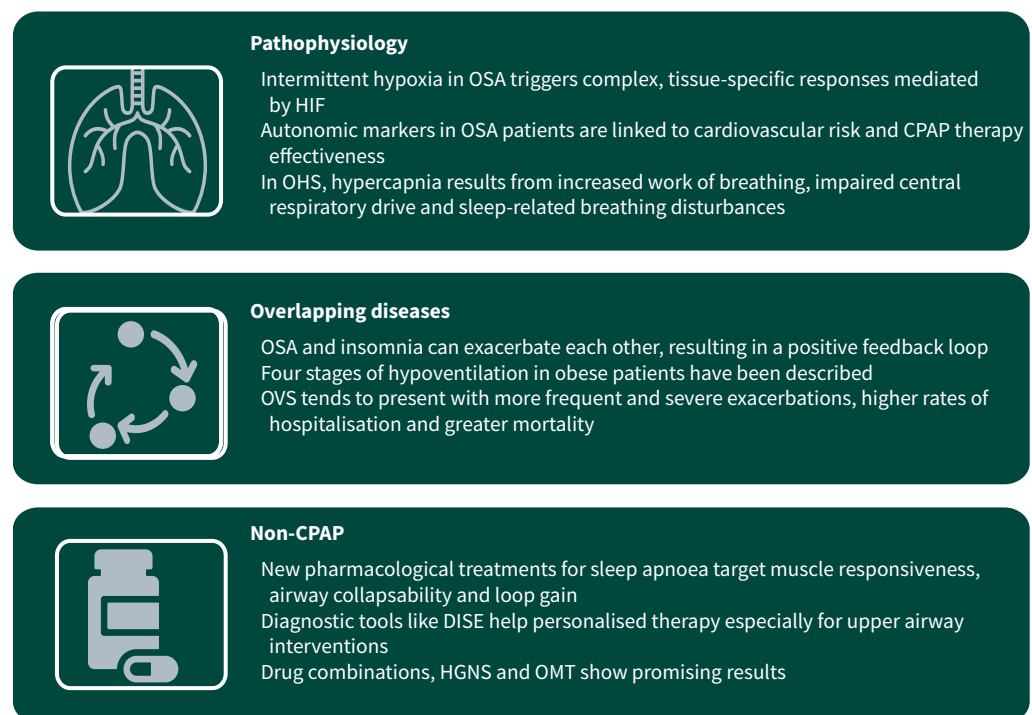 Pathophysiology
Intermittent hypoxia in OSA triggers complex, tissue-specific responses mediated
by HIF
Autonomic markers in OSA patients are linked to cardiovascular risk and CPAP therapy
effectiveness
In OHS, hypercapnia results from increased work of breathing, impaired central
respiratory drive and sleep-related breathing disturbances
Overlapping diseases
OSA and insomnia can exacerbate each other, resulting in a positive feedback loop
Four stages of hypoventilation in obese patients have been described
OVS tends to present with more frequent and severe exacerbations, higher rates of
hospitalisation and greater mortality
Non-CPAP
New pharmacological treatments for sleep apnoea target muscle responsiveness,
airway collapsability and loop gain
Diagnostic tools like DISE help personalised therapy especially for upper airway
interventions
Drug combinations, HGNS and OMT show promising results